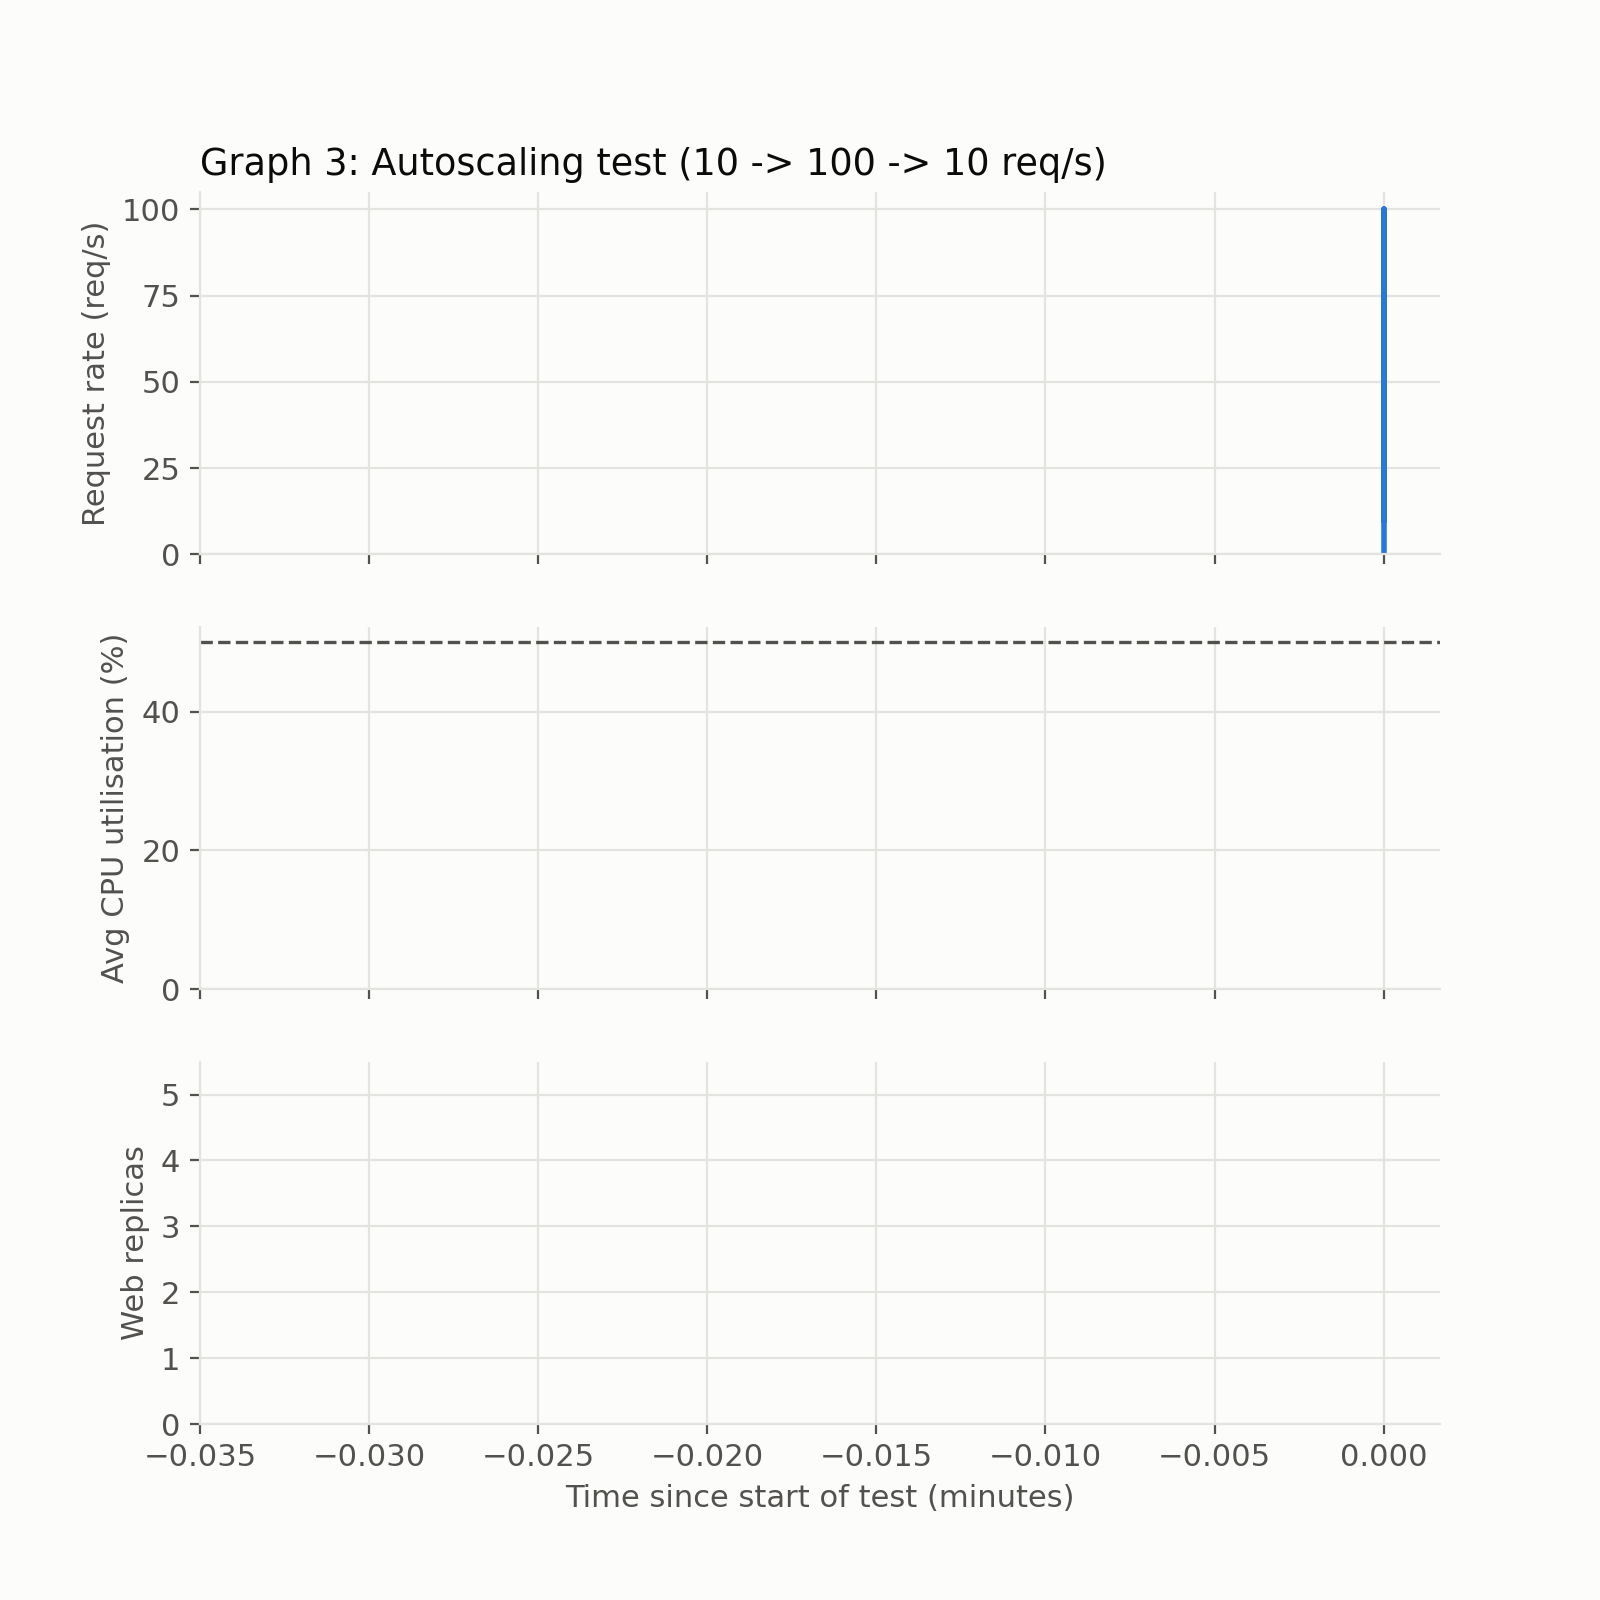 Graph 3: Autoscaling test (10 -> 100 -> 10 req/s)
Request rate (req/s)
100
75
50
25
0
Avg CPU utilisation (%)
40
20
0
Web replicas
5
4
3
2
1
0
−0.035 −0.030 −0.025 −0.020 −0.015 −0.010 −0.005 0.000
Time since start of test (minutes)